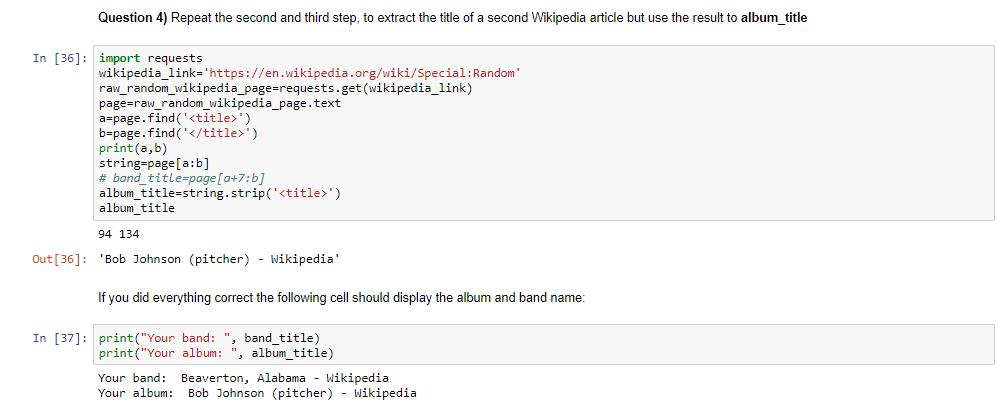 Question 4) Repeat the second and third step, to extract the title of a second Wikipedia article but use the result to album_title
In [36]: import requests
wikipedia_link='https://en.wikipedia.org/wiki/Special:Random'
raw_random_wikipedia_page=requests.get(wikipedia_link)
page=raw_random_wikipedia_page.text
a=page.find('<title>')
b=page.find('</title>')
print(a,b)
string=page[a:b]
# band_title=page[a+7:b]
album_title=string.strip('<title>')
album_title
94 134
Out[36]: 'Bob Johnson (pitcher) - Wikipedia'
If you did everything correct the following cell should display the album and band name:
In [37]: print("Your band: ", band_title)
print("Your album: ", album_title)
Your band:  Beaverton, Alabama - Wikipedia
Your album:  Bob Johnson (pitcher) - Wikipedia